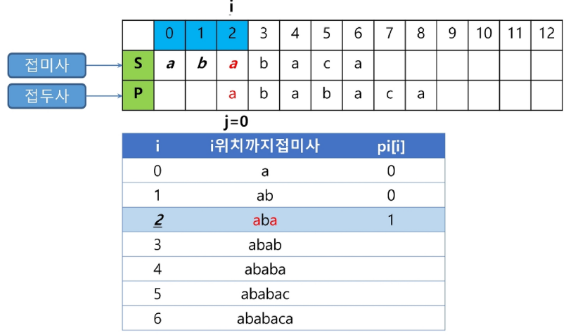 i
0 1 2 3 4 5 6 7 8 9 10 11 12
접미사 S a b a b a c a
접두사 P a b a b a c a
j=0
i i위치까지접미사 pi[i]
0 a 0
1 ab 0
2 aba 1
3 abab
4 ababa
5 ababac
6 ababaca